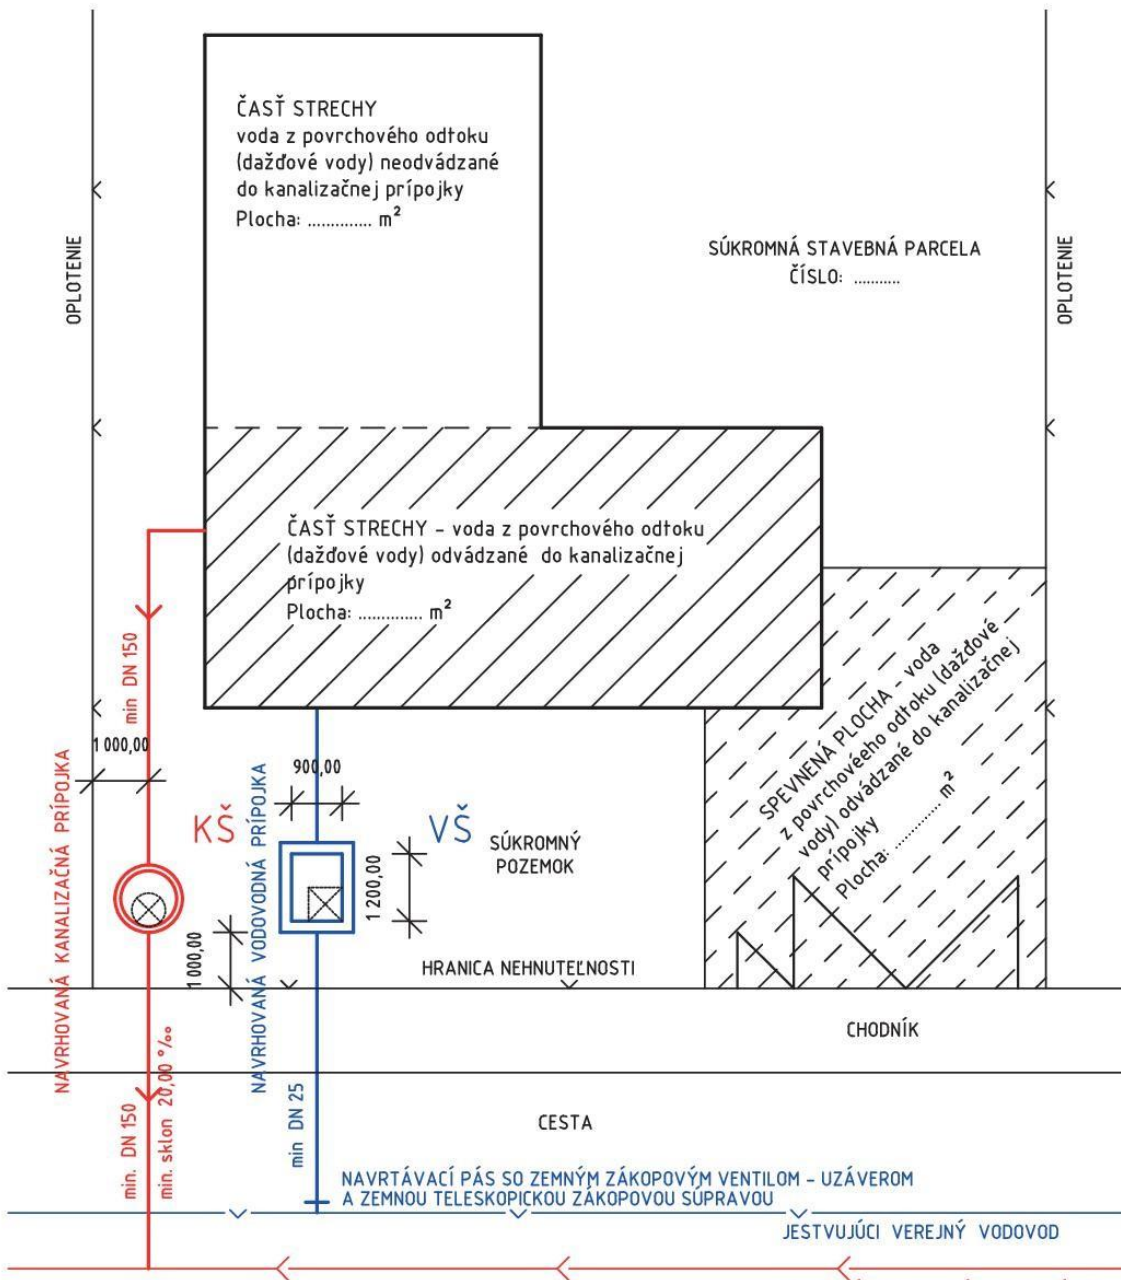 ČASŤ STRECHY
voda z povrchového odtoku
(dažďové vody) neodvádzané
do kanalizačnej prípojky
Plocha: .............. m²
OPLOTENIE
SÚKROMNÁ STAVEBNÁ PARCELA
ČÍSLO: ...........
OPLOTENIE
ČASŤ STRECHY - voda z povrchového odtoku
(dažďové vody) odvádzané do kanalizačnej
prípojky
Plocha: .............. m²
min DN 150
1 000,00
SPEVNENÁ PLOCHA - voda
z povrchovéeho odtoku (dažďové
vody) odvádzané do kanalizačnej
prípojky
Plocha: .......... m²
NAVRHOVANÁ KANALIZAČNÁ PRÍPOJKA
KŠ
NAVRHOVANÁ VODOVODNÁ PRÍPOJKA
900,00
VŠ
1 200,00
SÚKROMNÝ
POZEMOK
1 000,00
HRANICA NEHNUTEĽNOSTI
CHODNÍK
CESTA
min. DN 150
min. sklon 20,00 °/₀₀
min DN 25
NAVRTÁVACÍ PÁS SO ZEMNÝM ZÁKOPOVÝM VENTILOM - UZÁVEROM
A ZEMNOU TELESKOPICKOU ZÁKOPOVOU SÚPRAVOU
JESTVUJÚCI VEREJNÝ VODOVOD